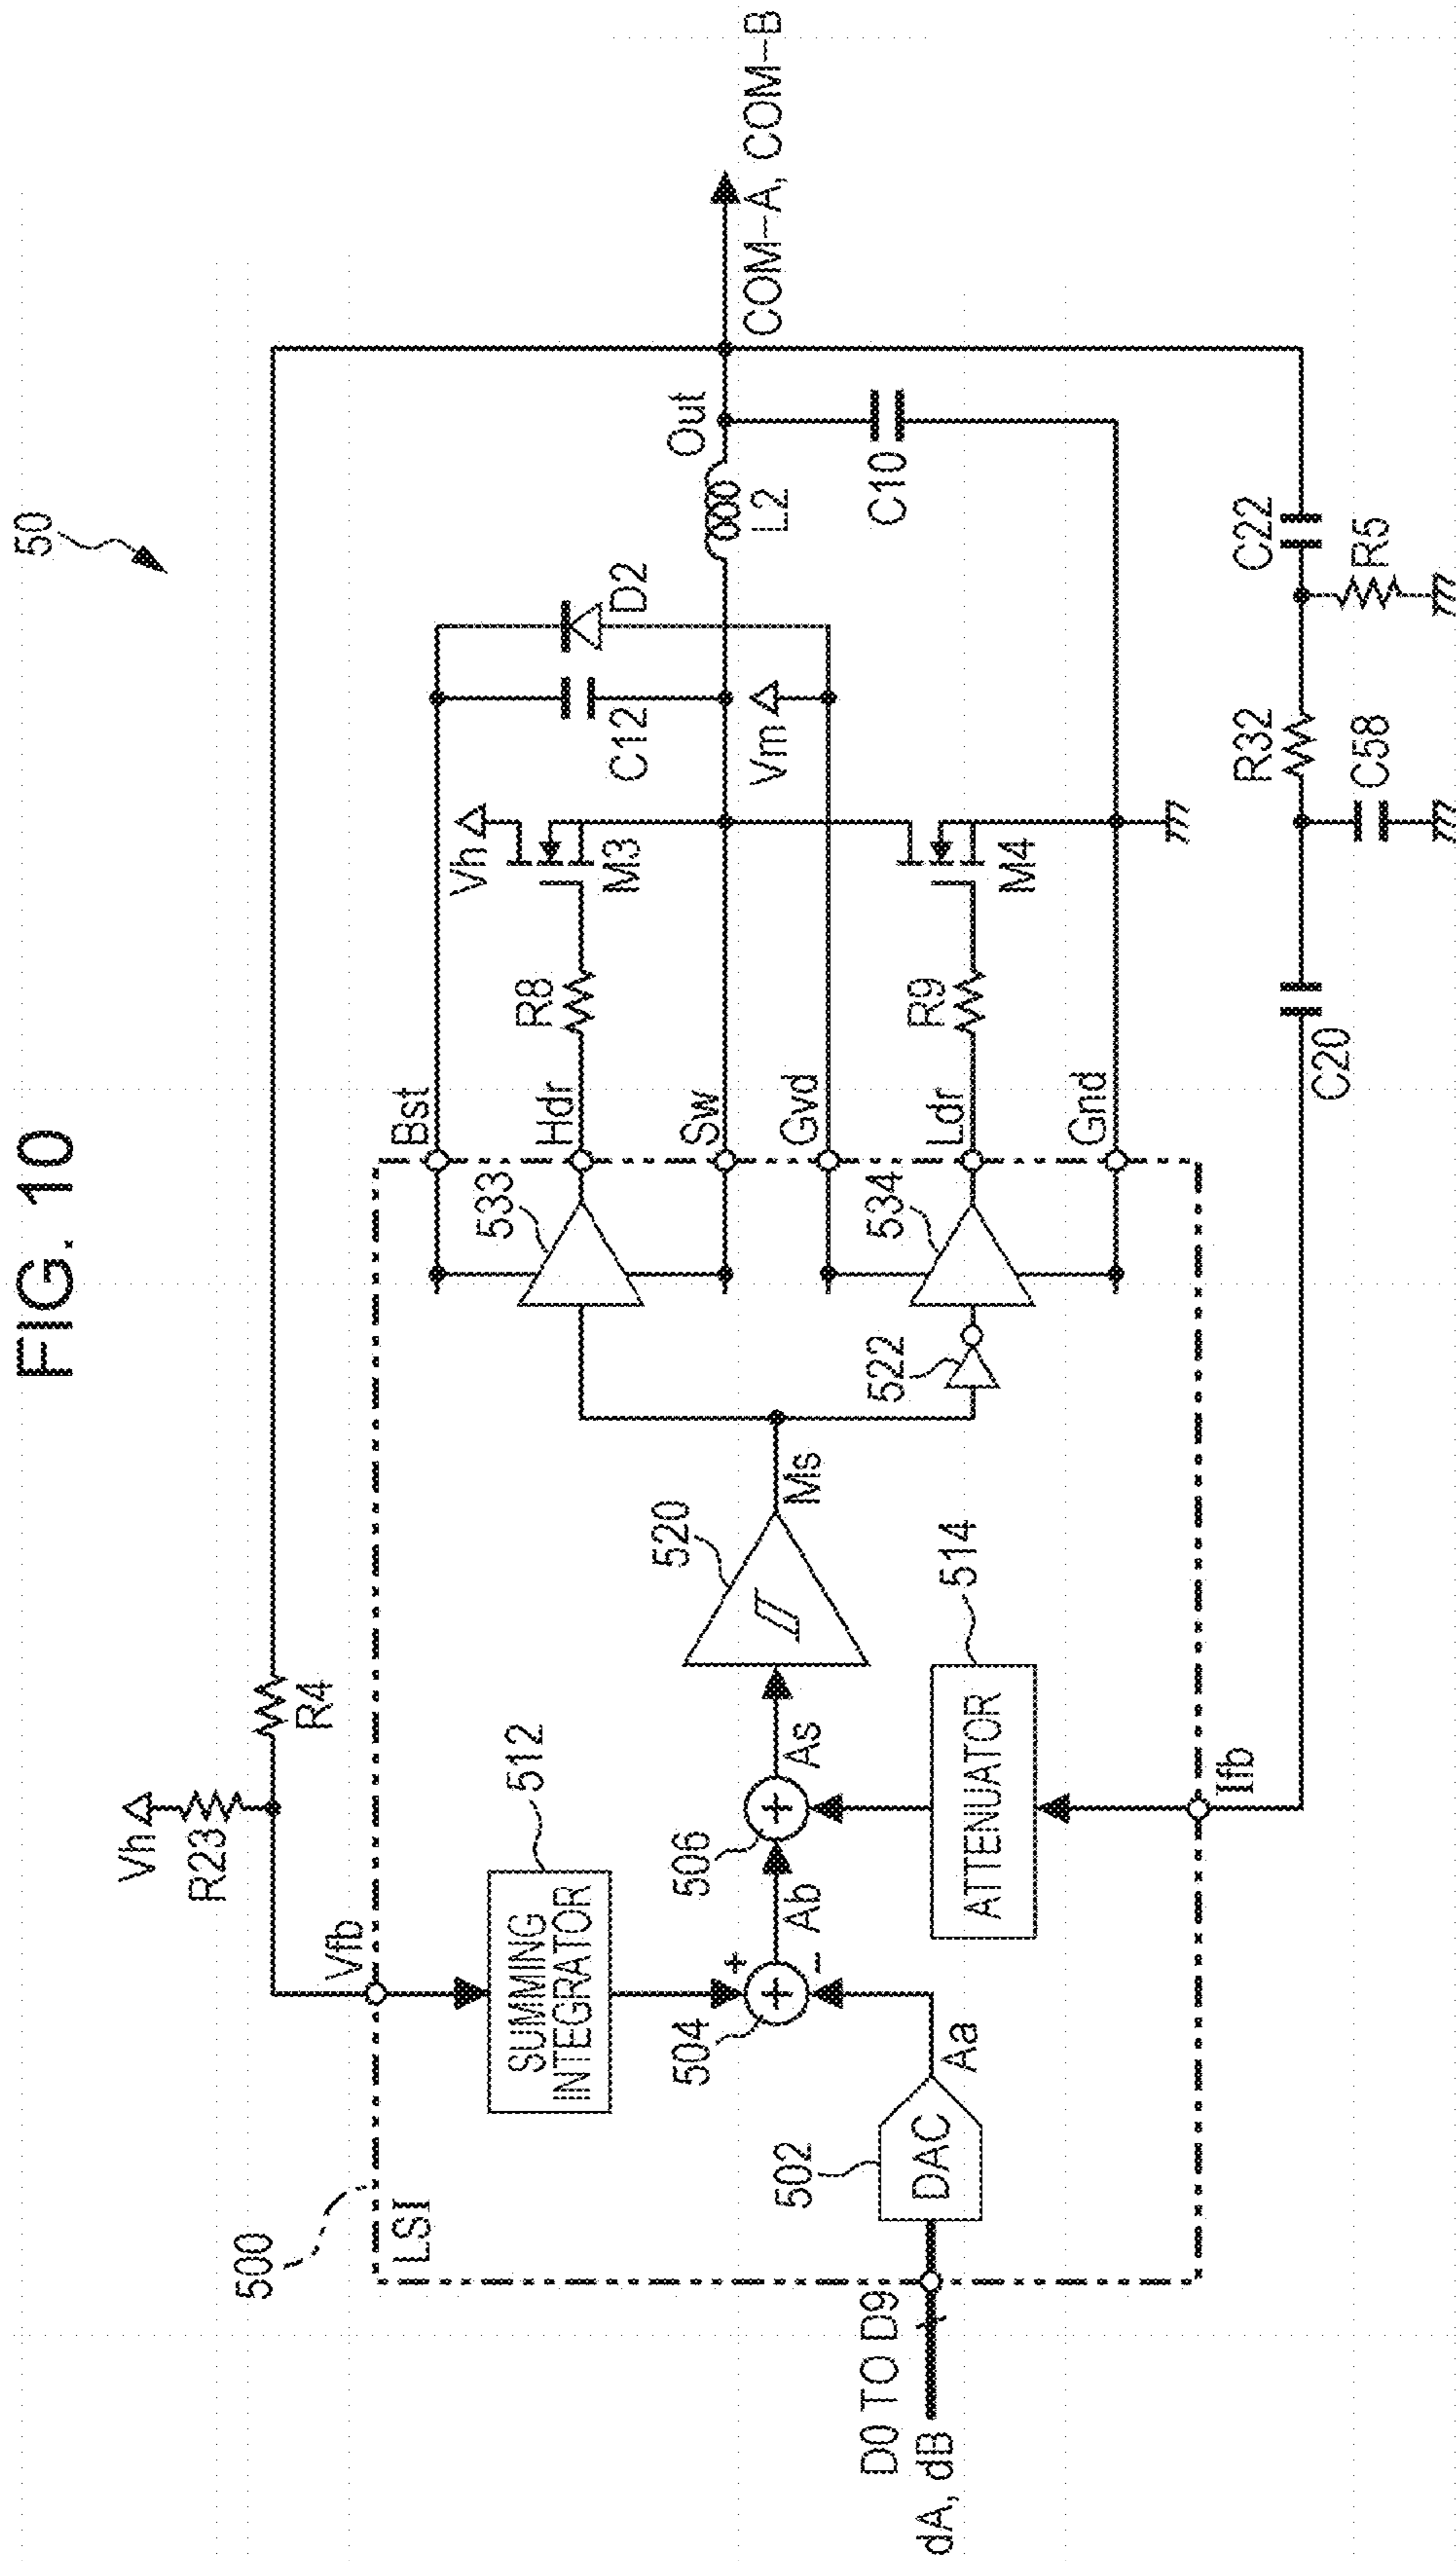 FIG. 10
50
Vh
R23
R4
500
LSI
Vfb
SUMMING
INTEGRATOR
512
Bst
533
Hdr
R8
Vh
M3
C12
D2
Sw
Vm
L2
Out
COM-A, COM-B
520
Ms
504
Ab
506
As
Gvd
502
DAC
Aa
D0 TO D9
dA, dB
ATTENUATOR
514
522
534
Ldr
R9
M4
C10
Gnd
Ifb
C20
R32
C58
C22
R5
+
−
+
+